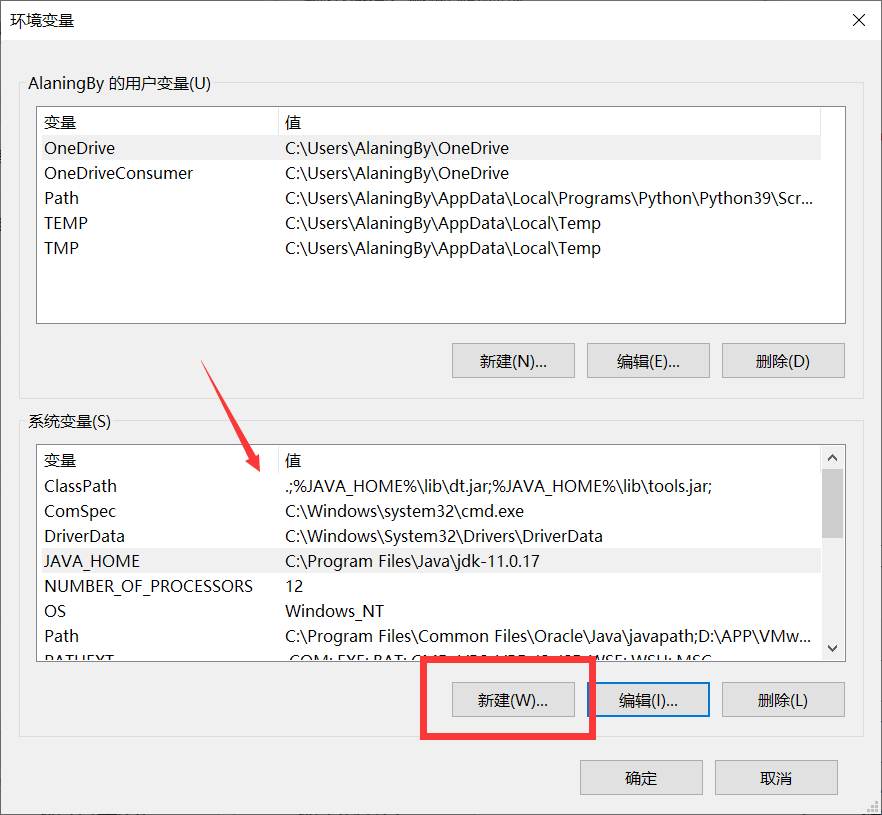 环境变量
AlaningBy 的用户变量(U)
变量 值
OneDrive C:\Users\AlaningBy\OneDrive
OneDriveConsumer C:\Users\AlaningBy\OneDrive
Path C:\Users\AlaningBy\AppData\Local\Programs\Python\Python39\Scr...
TEMP C:\Users\AlaningBy\AppData\Local\Temp
TMP C:\Users\AlaningBy\AppData\Local\Temp
新建(N)... 编辑(E)... 删除(D)
系统变量(S)
变量 值
ClassPath .;%JAVA_HOME%\lib\dt.jar;%JAVA_HOME%\lib\tools.jar;
ComSpec C:\Windows\system32\cmd.exe
DriverData C:\Windows\System32\Drivers\DriverData
JAVA_HOME C:\Program Files\Java\jdk-11.0.17
NUMBER_OF_PROCESSORS 12
OS Windows_NT
Path C:\Program Files\Common Files\Oracle\Java\javapath;D:\APP\VMw...
PATHEXT
新建(W)... 编辑(I)... 删除(L)
确定 取消